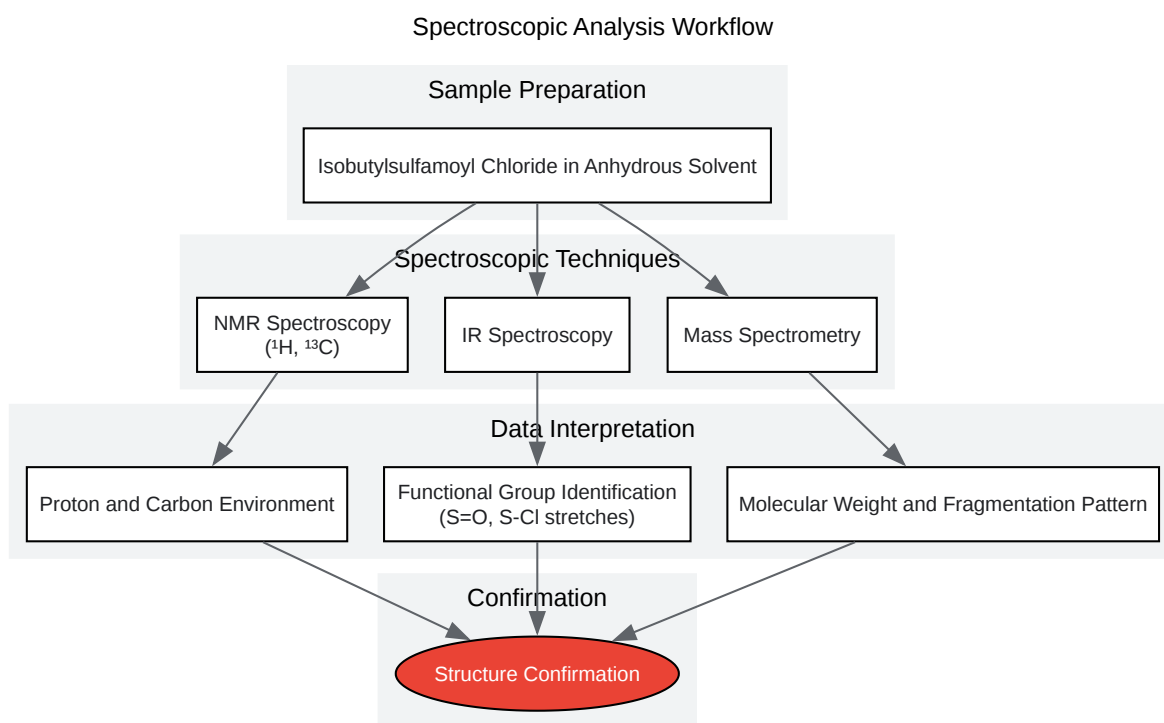 Spectroscopic Analysis Workflow
Sample Preparation
Isobutylsulfamoyl Chloride in Anhydrous Solvent
Spectroscopic Techniques
NMR Spectroscopy
(¹H, ¹³C)
IR Spectroscopy
Mass Spectrometry
Data Interpretation
Proton and Carbon Environment
Functional Group Identification
(S=O, S-Cl stretches)
Molecular Weight and Fragmentation Pattern
Confirmation
Structure Confirmation